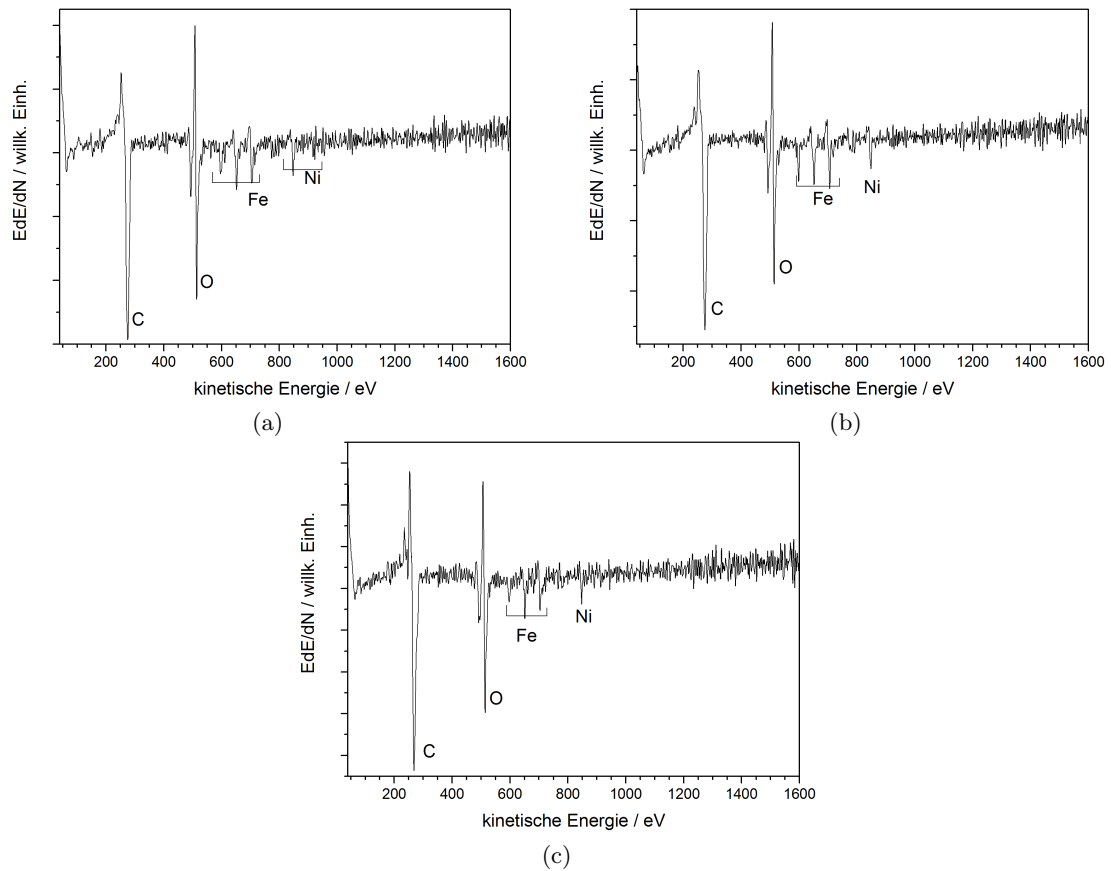 EdE/dN / willk. Einh.
C
O
Fe
Ni
200 400 600 800 1000 1200 1400 1600
kinetische Energie / eV
(a)
EdE/dN / willk. Einh.
C
O
Fe
Ni
200 400 600 800 1000 1200 1400 1600
kinetische Energie / eV
(b)
EdE/dN / willk. Einh.
C
O
Fe
Ni
200 400 600 800 1000 1200 1400 1600
kinetische Energie / eV
(c)